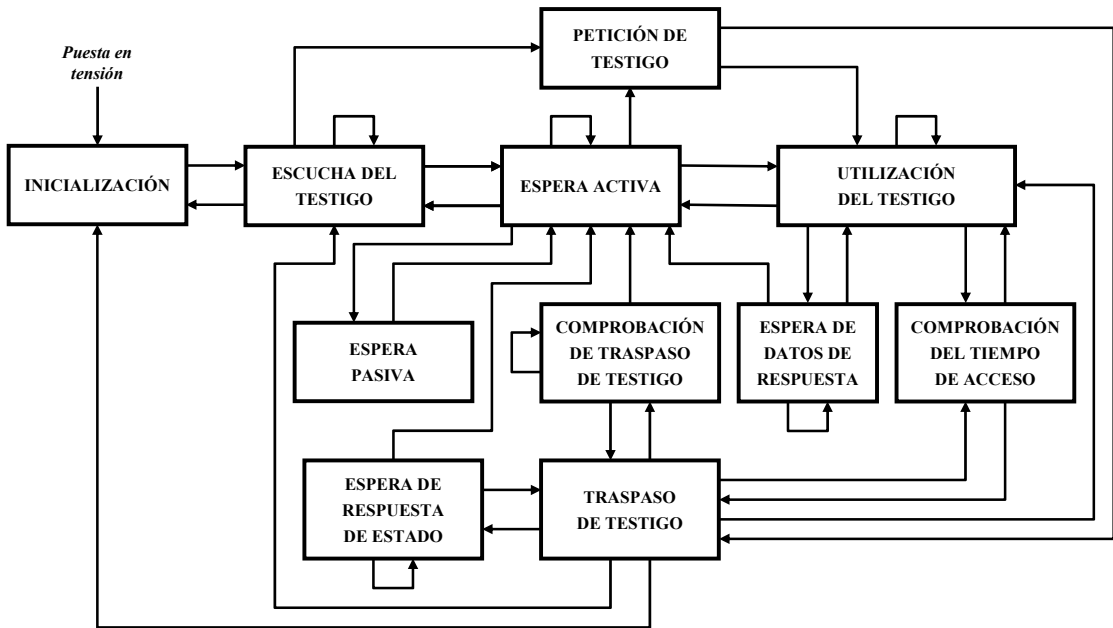 PETICIÓN DE
TESTIGO
Puesta en
tensión
INICIALIZACIÓN
ESCUCHA DEL
TESTIGO
ESPERA ACTIVA
UTILIZACIÓN
DEL TESTIGO
ESPERA
PASIVA
COMPROBACIÓN
DE TRASPASO
DE TESTIGO
ESPERA DE
DATOS DE
RESPUESTA
COMPROBACIÓN
DEL TIEMPO
DE ACCESO
ESPERA DE
RESPUESTA
DE ESTADO
TRASPASO
DE TESTIGO